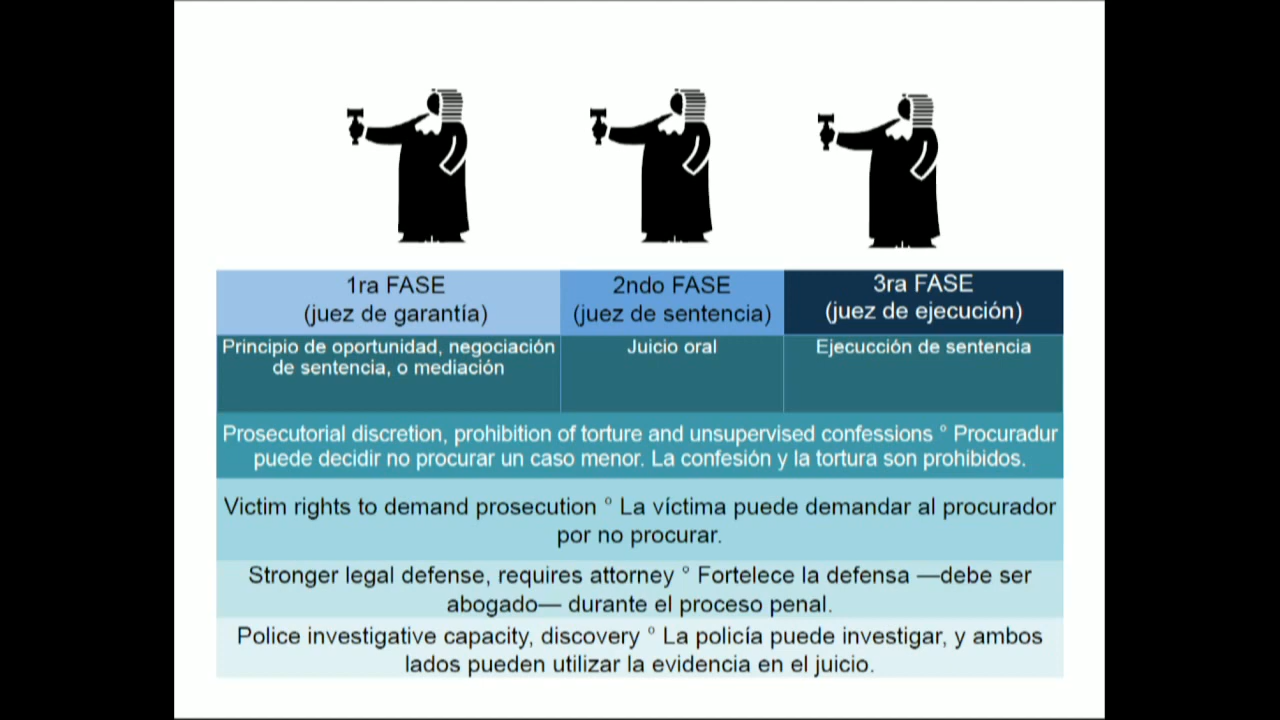 1ra FASE
(juez de garantía)
2ndo FASE
(juez de sentencia)
3ra FASE
(juez de ejecución)
Principio de oportunidad, negociación
de sentencia, o mediación
Juicio oral
Ejecucción de sentencia
Prosecutorial discretion, prohibition of torture and unsupervised confessions ° Procuradur
puede decidir no procurar un caso menor. La confesión y la tortura son prohibidos.
Victim rights to demand prosecution ° La víctima puede demandar al procurador
por no procurar.
Stronger legal defense, requires attorney ° Fortelece la defensa —debe ser
abogado— durante el proceso penal.
Police investigative capacity, discovery ° La policía puede investigar, y ambos
lados pueden utilizar la evidencia en el juicio.